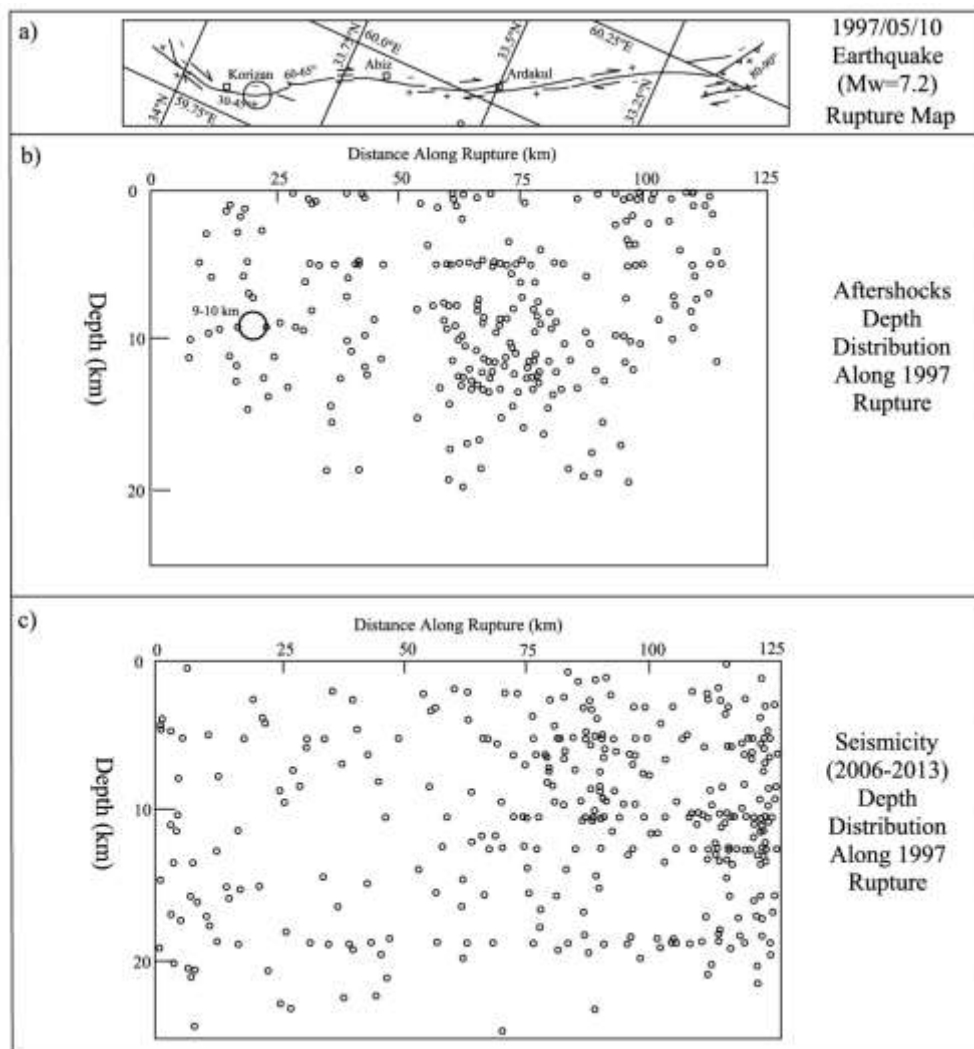 a)
34°N
59.75°E
Korizan
30-45°
60-65°
33.75°N
60.0°E
Abiz
33.5°N
Ardakul
60.25°E
33.25°N
80-90°
1997/05/10
Earthquake
(Mw=7.2)
Rupture Map
b)
Distance Along Rupture (km)
0 25 50 75 100 125
0
10
20
Depth (km)
9-10 km
Aftershocks
Depth
Distribution
Along 1997
Rupture
c)
Distance Along Rupture (km)
0 25 50 75 100 125
0
10
20
Depth (km)
Seismicity
(2006-2013)
Depth
Distribution
Along 1997
Rupture